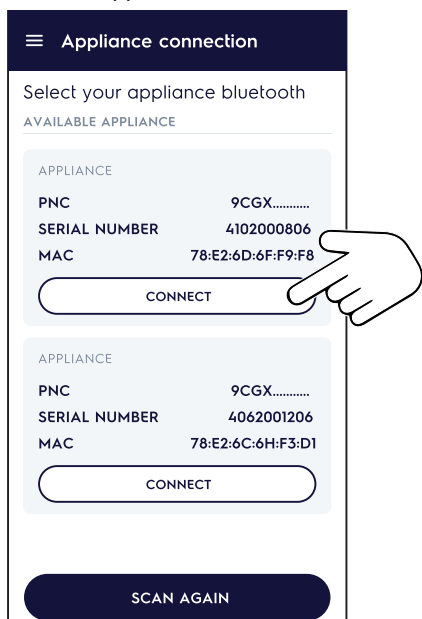 Appliance connection
Select your appliance bluetooth
AVAILABLE APPLIANCE
APPLIANCE
PNC 9CGX...........
SERIAL NUMBER 4102000806
MAC 78:E2:6D:6F:F9:F8
CONNECT
APPLIANCE
PNC 9CGX...........
SERIAL NUMBER 4062001206
MAC 78:E2:6C:6H:F3:D1
CONNECT
SCAN AGAIN